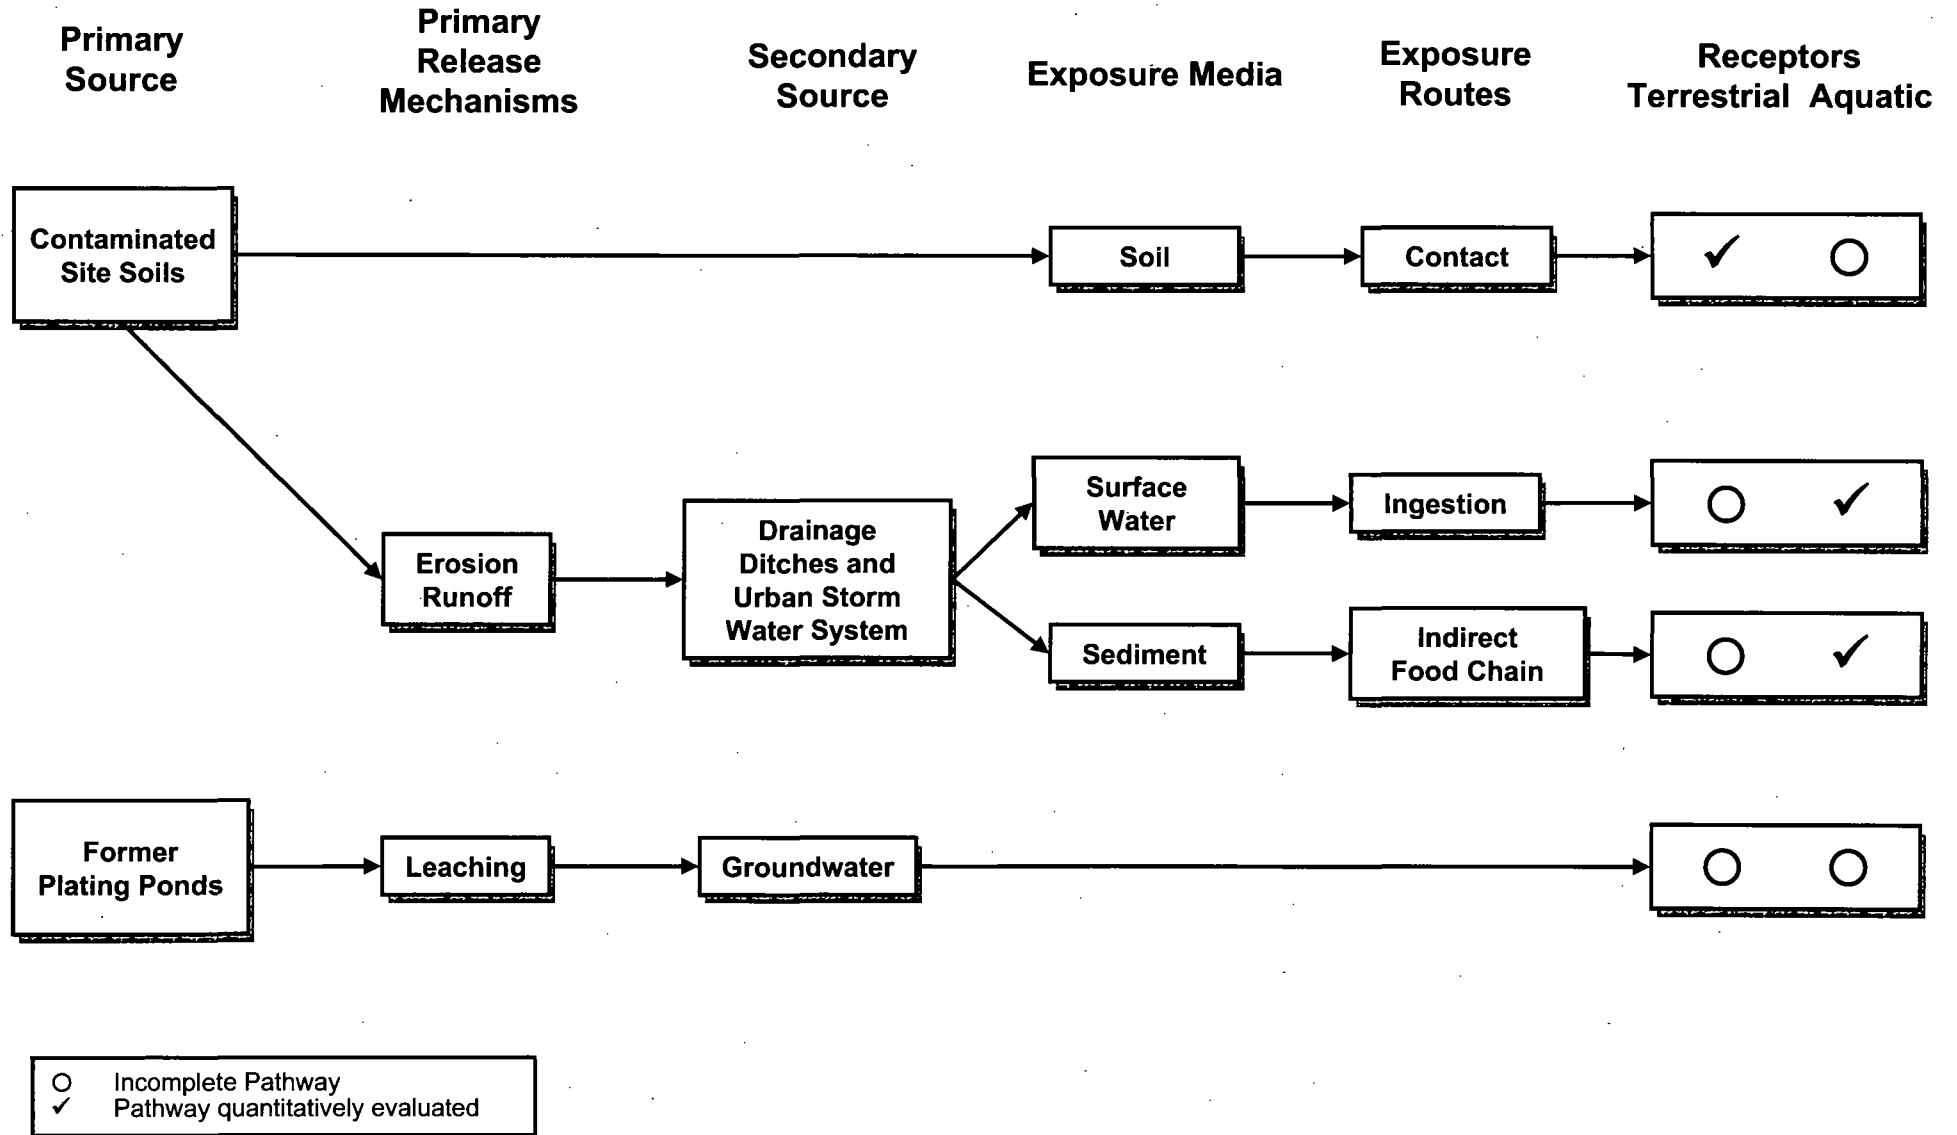 Primary
Source
Primary
Release
Mechanisms
Secondary
Source
Exposure Media
Exposure
Routes
Receptors
Terrestrial Aquatic
Contaminated
Site Soils
Soil
Contact
✓ ○
Erosion
Runoff
Drainage
Ditches and
Urban Storm
Water System
Surface
Water
Ingestion
○ ✓
Sediment
Indirect
Food Chain
○ ✓
Former
Plating Ponds
Leaching
Groundwater
○ ○
○ Incomplete Pathway
✓ Pathway quantitatively evaluated